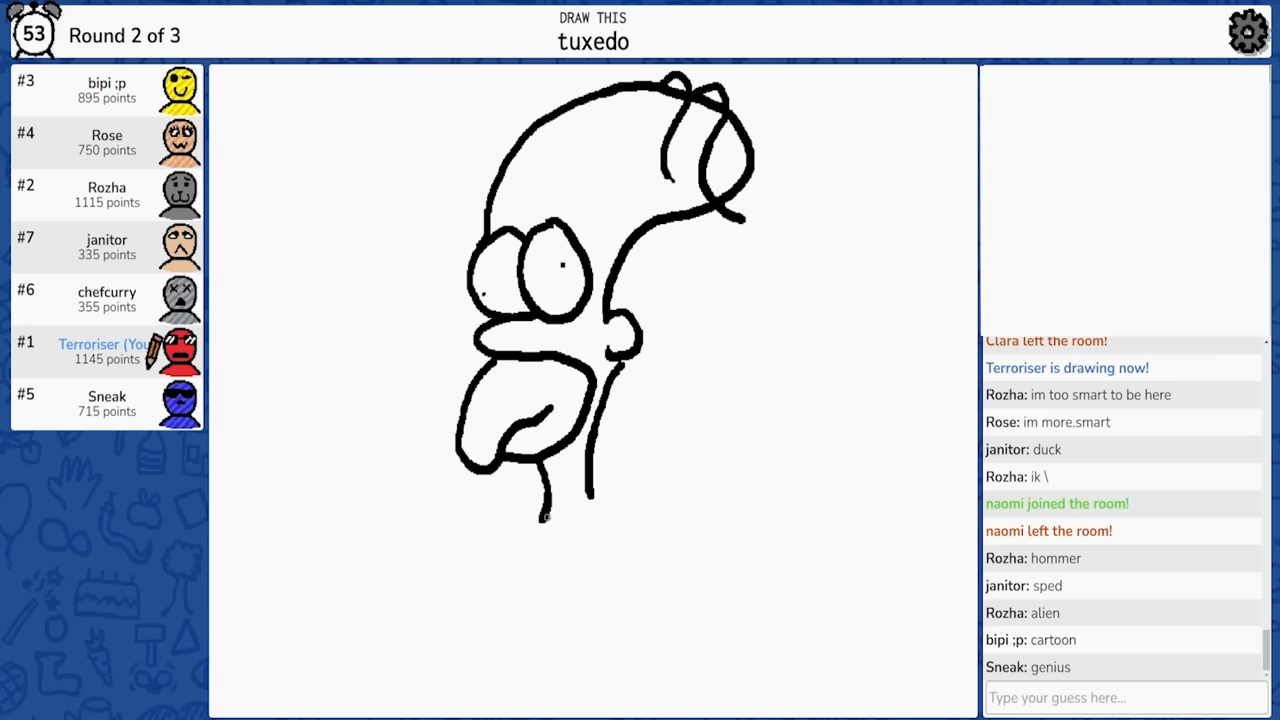 53
Round 2 of 3
DRAW THIS
tuxedo
#3
bipi ;p
895 points
#4
Rose
750 points
#2
Rozha
1115 points
#7
janitor
335 points
#6
chefcurry
355 points
#1
Terroriser (You
1145 points
#5
Sneak
715 points
Clara left the room!
Terroriser is drawing now!
Rozha: im too smart to be here
Rose: im more.smart
janitor: duck
Rozha: ik \
naomi joined the room!
naomi left the room!
Rozha: hommer
janitor: sped
Rozha: alien
bipi ;p: cartoon
Sneak: genius
Type your guess here...